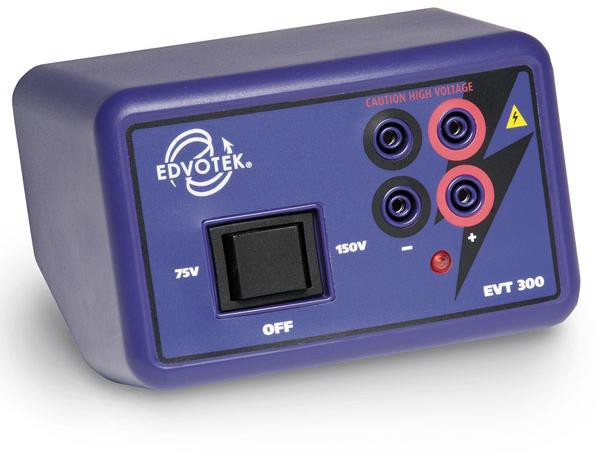 CAUTION HIGH VOLTAGE
EDVOTEK®
75V
150V
OFF
−
+
EVT 300